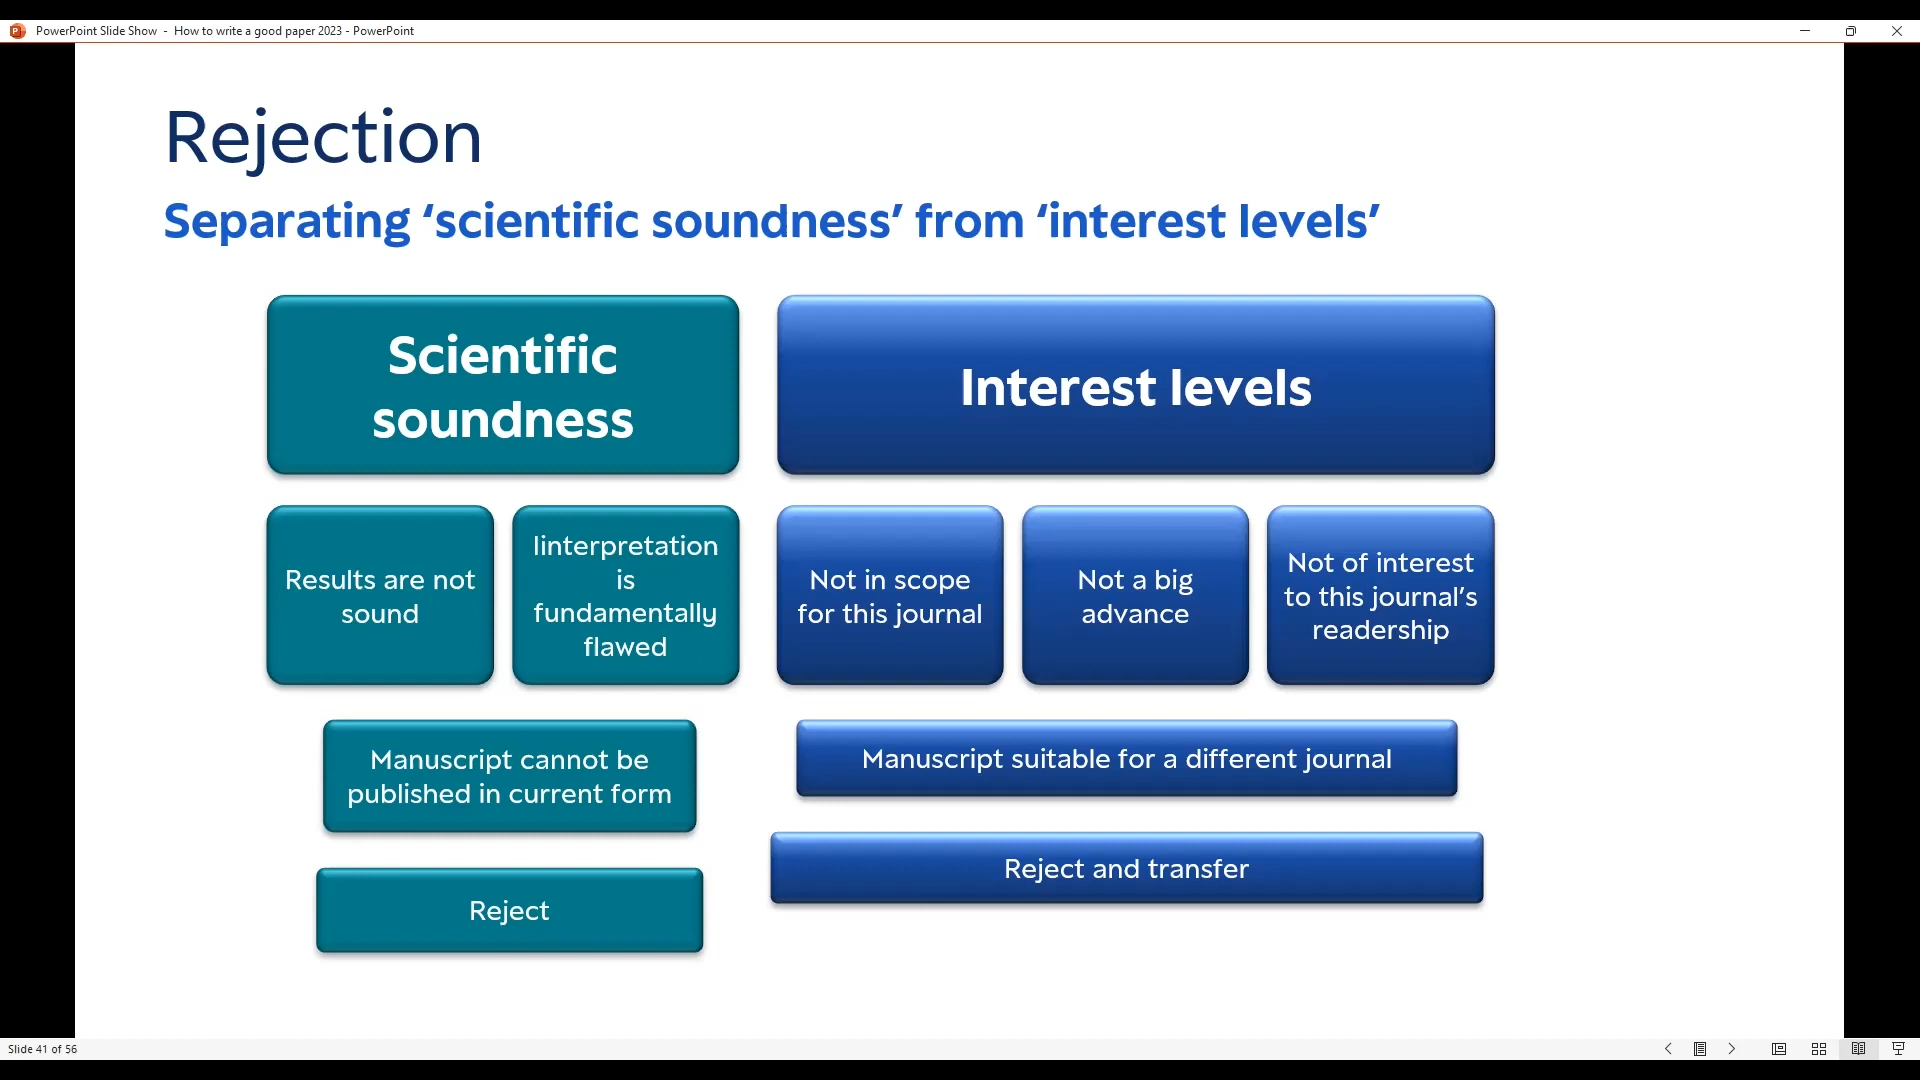 PowerPoint Slide Show - How to write a good paper 2023 - PowerPoint
Rejection
Separating ‘scientific soundness’ from ‘interest levels’
Scientific
soundness
Interest levels
Results are not
sound
Iinterpretation
is
fundamentally
flawed
Not in scope
for this journal
Not a big
advance
Not of interest
to this journal’s
readership
Manuscript cannot be
published in current form
Manuscript suitable for a different journal
Reject
Reject and transfer
Slide 41 of 56